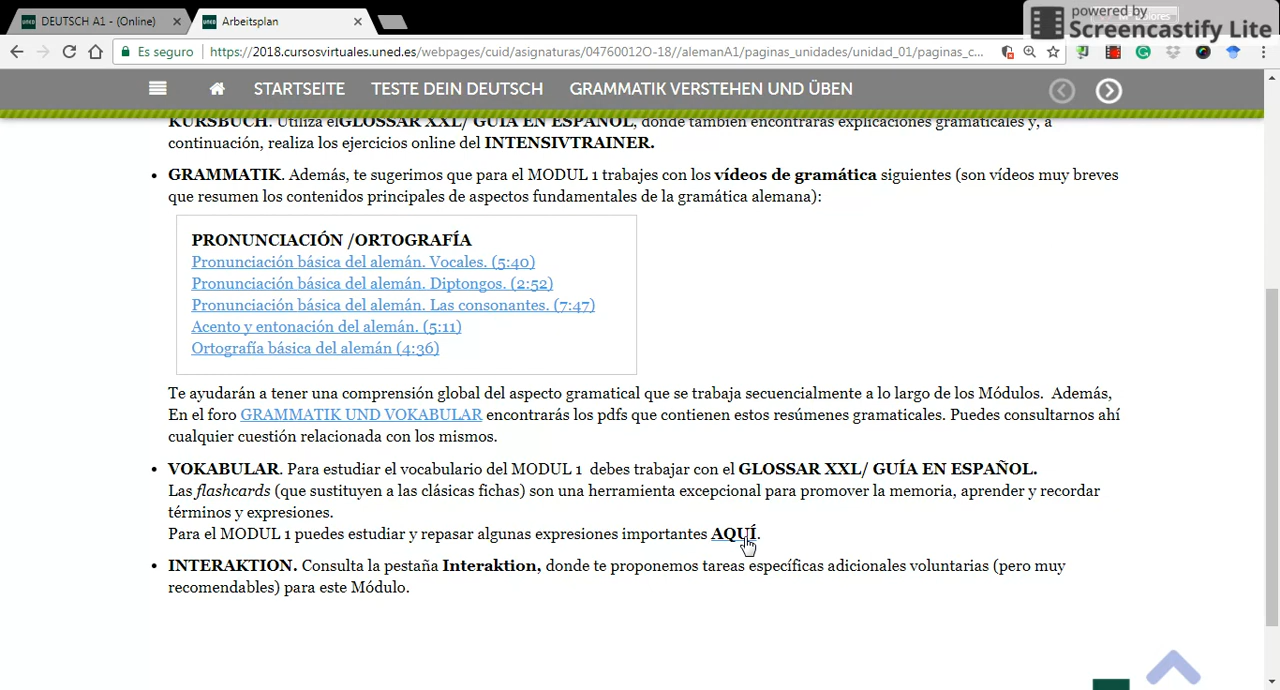 powered by
Screencastify Lite
DEUTSCH A1 - (Online)
Arbeitsplan
Es seguro
https://2018.cursosvirtuales.uned.es/webpages/cuid/asignaturas/04760012O-18//alemanA1/paginas_unidades/unidad_01/paginas_c...
STARTSEITE TESTE DEIN DEUTSCH GRAMMATIK VERSTEHEN UND ÜBEN
KURSBUCH. Utiliza elGLOSSAR XXL/ GUÍA EN ESPAÑOL, donde también encontrarás explicaciones gramaticales y, a
continuación, realiza los ejercicios online del INTENSIVTRAINER.
• GRAMMATIK. Además, te sugerimos que para el MODUL 1 trabajes con los vídeos de gramática siguientes (son vídeos muy breves
que resumen los contenidos principales de aspectos fundamentales de la gramática alemana):
PRONUNCIACIÓN /ORTOGRAFÍA
Pronunciación básica del alemán. Vocales. (5:40)
Pronunciación básica del alemán. Diptongos. (2:52)
Pronunciación básica del alemán. Las consonantes. (7:47)
Acento y entonación del alemán. (5:11)
Ortografía básica del alemán (4:36)
Te ayudarán a tener una comprensión global del aspecto gramatical que se trabaja secuencialmente a lo largo de los Módulos. Además,
En el foro GRAMMATIK UND VOKABULAR encontrarás los pdfs que contienen estos resúmenes gramaticales. Puedes consultarnos ahí
cualquier cuestión relacionada con los mismos.
• VOKABULAR. Para estudiar el vocabulario del MODUL 1 debes trabajar con el GLOSSAR XXL/ GUÍA EN ESPAÑOL.
Las flashcards (que sustituyen a las clásicas fichas) son una herramienta excepcional para promover la memoria, aprender y recordar
términos y expresiones.
Para el MODUL 1 puedes estudiar y repasar algunas expresiones importantes AQUÍ.
• INTERAKTION. Consulta la pestaña Interaktion, donde te proponemos tareas específicas adicionales voluntarias (pero muy
recomendables) para este Módulo.